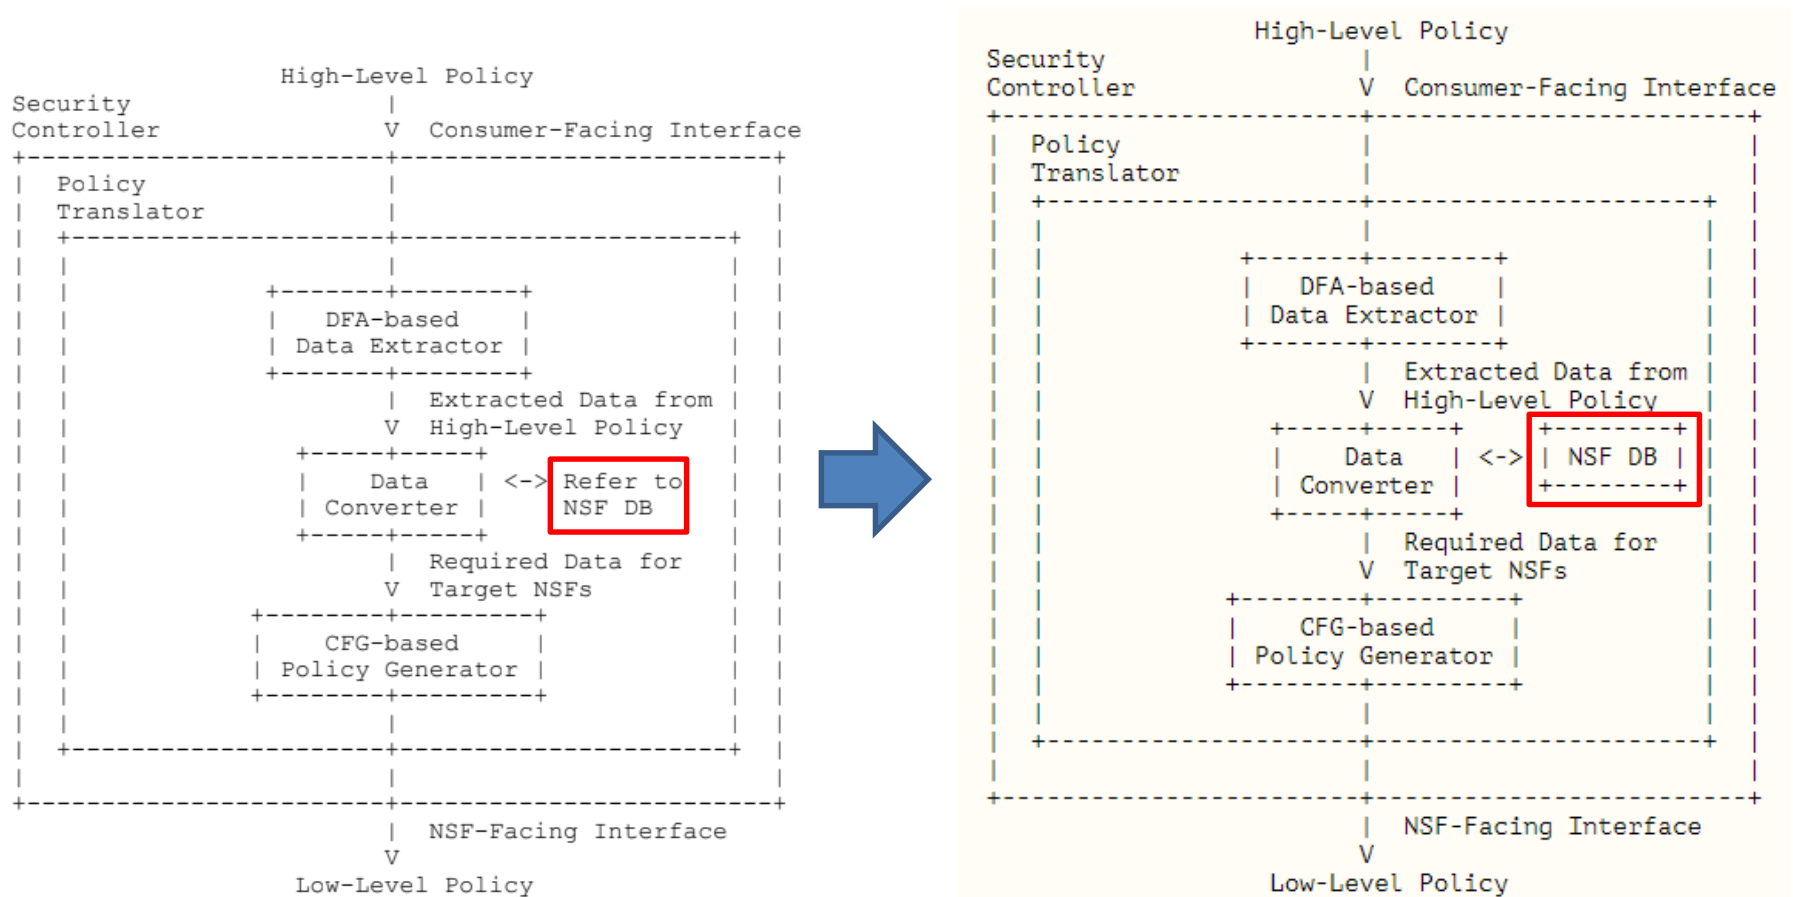 High-Level Policy
Security |
Controller V Consumer-Facing Interface
+------------------------+-------------------------+
| Policy | |
| Translator | |
| +---------------------+----------------------+ |
| | | | |
| | +-------+--------+ | |
| | | DFA-based | | |
| | | Data Extractor | | |
| | +-------+--------+ | |
| | | Extracted Data from | |
| | V High-Level Policy | |
| | +-----+-----+ | |
| | | Data | <-> Refer to | |
| | | Converter | NSF DB | |
| | +-----+-----+ | |
| | | Required Data for | |
| | V Target NSFs | |
| | +--------+---------+ | |
| | | CFG-based | | |
| | | Policy Generator | | |
| | +--------+---------+ | |
| | | | |
| +---------------------+----------------------+ |
| | |
+------------------------+-------------------------+
| NSF-Facing Interface
V
Low-Level Policy
High-Level Policy
Security |
Controller V Consumer-Facing Interface
+------------------------+-------------------------+
| Policy | |
| Translator | |
| +---------------------+----------------------+ |
| | | | |
| | +-------+--------+ | |
| | | DFA-based | | |
| | | Data Extractor | | |
| | +-------+--------+ | |
| | | Extracted Data from | |
| | V High-Level Policy | |
| | +-----+-----+ +--------+ | |
| | | Data | <-> | NSF DB | | |
| | | Converter | +--------+ | |
| | +-----+-----+ | |
| | | Required Data for | |
| | V Target NSFs | |
| | +--------+---------+ | |
| | | CFG-based | | |
| | | Policy Generator | | |
| | +--------+---------+ | |
| | | | |
| +---------------------+----------------------+ |
| | |
+------------------------+-------------------------+
| NSF-Facing Interface
V
Low-Level Policy